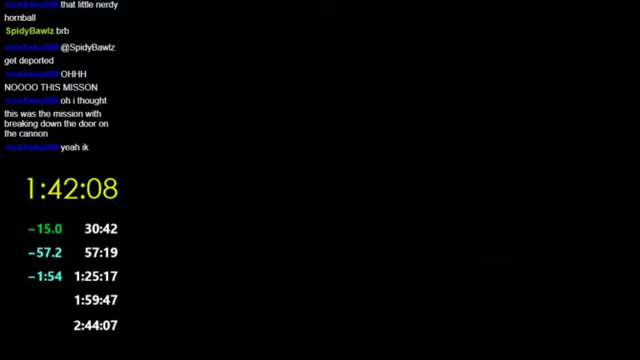 that little nerdy
hornball
SpidyBawlz brb
@SpidyBawlz
get deported
OHHH
NOOOO THIS MISSON
oh i thought
this was the mission with
breaking down the door on
the cannon
yeah ik
1:42:08
−15.0 30:42
−57.2 57:19
−1:54 1:25:17
1:59:47
2:44:07